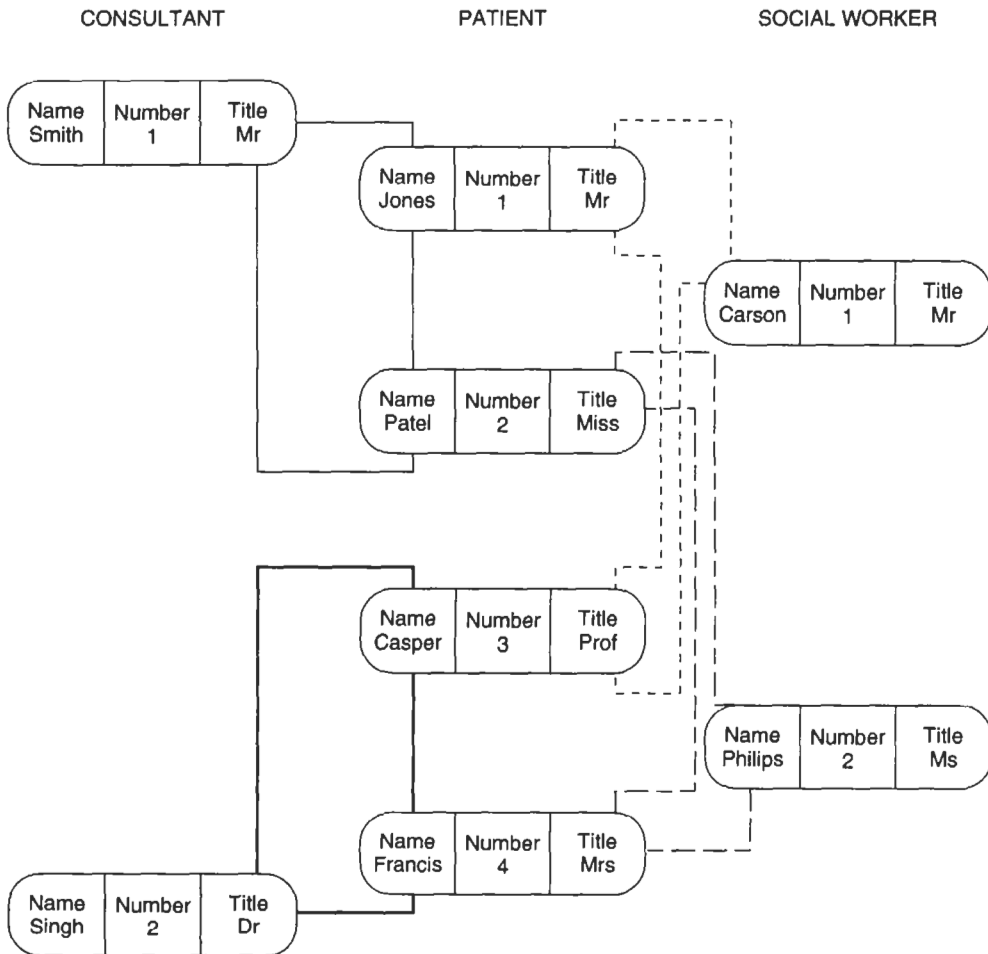 CONSULTANT PATIENT SOCIAL WORKER
Name Number Title
Smith 1 Mr
Name Number Title
Jones 1 Mr
Name Number Title
Carson 1 Mr
Name Number Title
Patel 2 Miss
Name Number Title
Casper 3 Prof
Name Number Title
Philips 2 Ms
Name Number Title
Francis 4 Mrs
Name Number Title
Singh 2 Dr